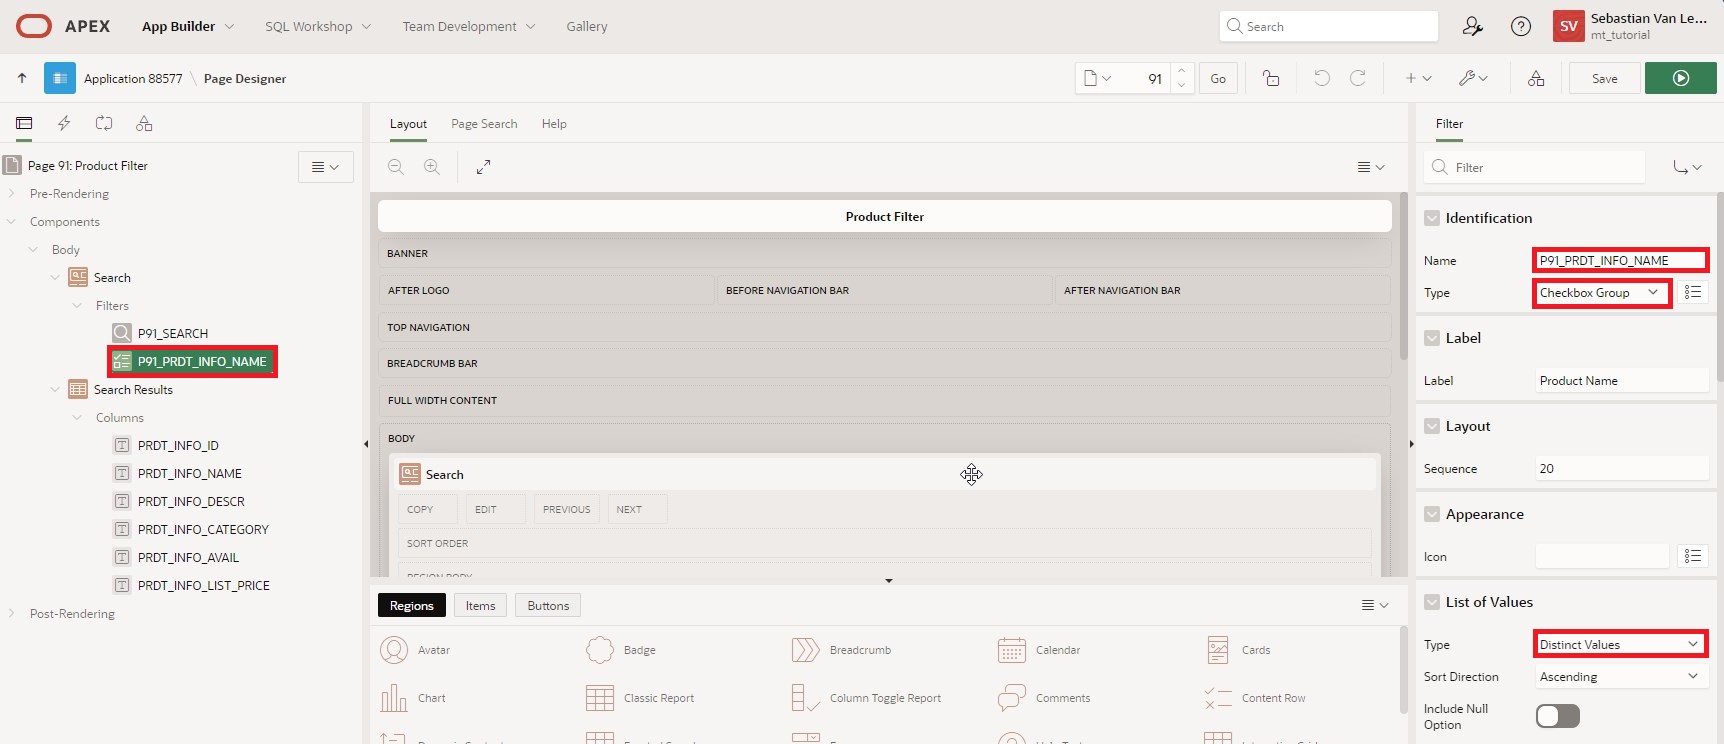 APEX App Builder SQL Workshop Team Development Gallery Search Sebastian Van Le...
SV mt_tutorial
Application 88577 \ Page Designer 91 Go Save
Layout Page Search Help
Filter
Page 91: Product Filter
Pre-Rendering
Components
Body
Search
Filters
P91_SEARCH
P91_PRDT_INFO_NAME
Search Results
Columns
PRDT_INFO_ID
PRDT_INFO_NAME
PRDT_INFO_DESCR
PRDT_INFO_CATEGORY
PRDT_INFO_AVAIL
PRDT_INFO_LIST_PRICE
Post-Rendering
Product Filter
BANNER
AFTER LOGO BEFORE NAVIGATION BAR AFTER NAVIGATION BAR
TOP NAVIGATION
BREADCRUMB BAR
FULL WIDTH CONTENT
BODY
Search
COPY EDIT PREVIOUS NEXT
SORT ORDER
REGION BODY
Regions Items Buttons
Avatar Badge Breadcrumb Calendar Cards
Chart Classic Report Column Toggle Report Comments Content Row
Filter
Identification
Name P91_PRDT_INFO_NAME
Type Checkbox Group
Label
Label Product Name
Layout
Sequence 20
Appearance
Icon
List of Values
Type Distinct Values
Sort Direction Ascending
Include Null
Option